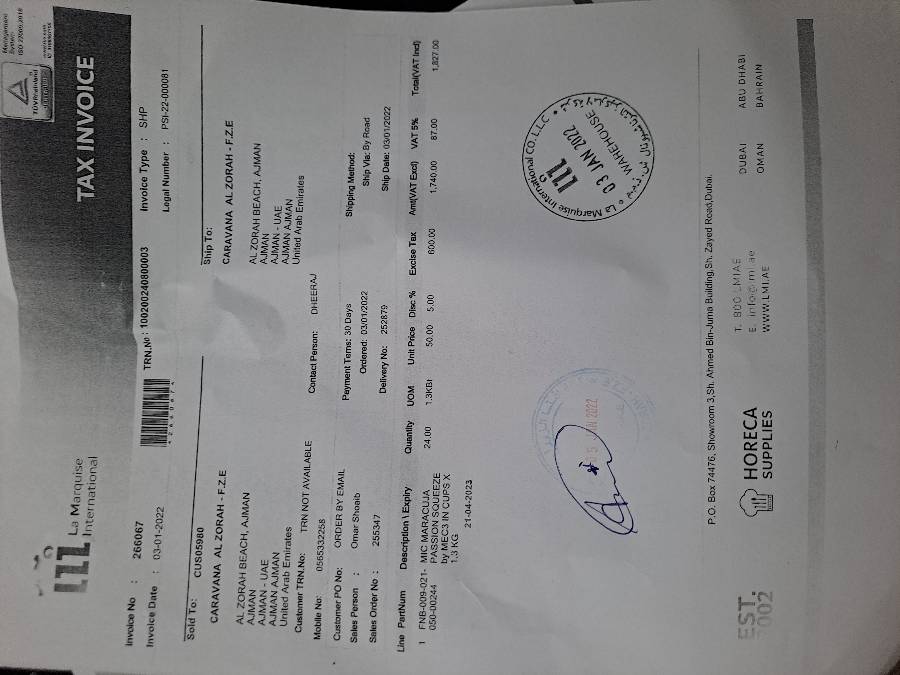 La Marquise
International
TAX INVOICE
TÜVRheinland
CERTIFIED
Management
System
ISO 22000:2018
Invoice No : 266067
Invoice Date : 03-01-2022
*266067*
TRN.No : 100200240800003
Invoice Type : SHP
Legal Number : PSI-22-000081
Sold To: CUS05980
CARAVANA AL ZORAH - F.Z.E
AL ZORAH BEACH, AJMAN
AJMAN
AJMAN - UAE
AJMAN AJMAN
United Arab Emirates
Customer TRN.No: TRN NOT AVAILABLE
Mobile No: 0565332258
Contact Person: DHEERAJ
Ship To:
CARAVANA AL ZORAH - F.Z.E
AL ZORAH BEACH, AJMAN
AJMAN
AJMAN - UAE
AJMAN AJMAN
United Arab Emirates
Customer PO No: ORDER BY EMAIL
Sales Person : Omar Shoaib
Sales Order No : 255347
Payment Terms: 30 Days
Ordered: 03/01/2022
Delivery No: 252879
Shipping Method:
Ship Via: By Road
Ship Date: 03/01/2022
Line PartNum Description \ Expiry Quantity UOM Unit Price Disc % Excise Tax Amt(VAT Excl) VAT 5% Total(VAT Incl)
1 FNB-009-021- MIC MARACUJA 24.00 1.3KBt 50.00 5.00 600.00 1,740.00 87.00 1,827.00
050-00244 PASSION SQUEEZE
by MEC3 IN CUPS X
1,3 KG
21-04-2023
La Marquise International CO. L.L.C
03 JAN 2022
WAREHOUSE
JAN 2022
P.O. Box 74476, Showroom 3,Sh. Ahmed Bin-Juma Building,Sh. Zayed Road,Dubai.
EST.
2002
HORECA
SUPPLIES
T. 800 LMIAE
E. info@lmi.ae
WWW.LMI.AE
DUBAI ABU DHABI
OMAN BAHRAIN